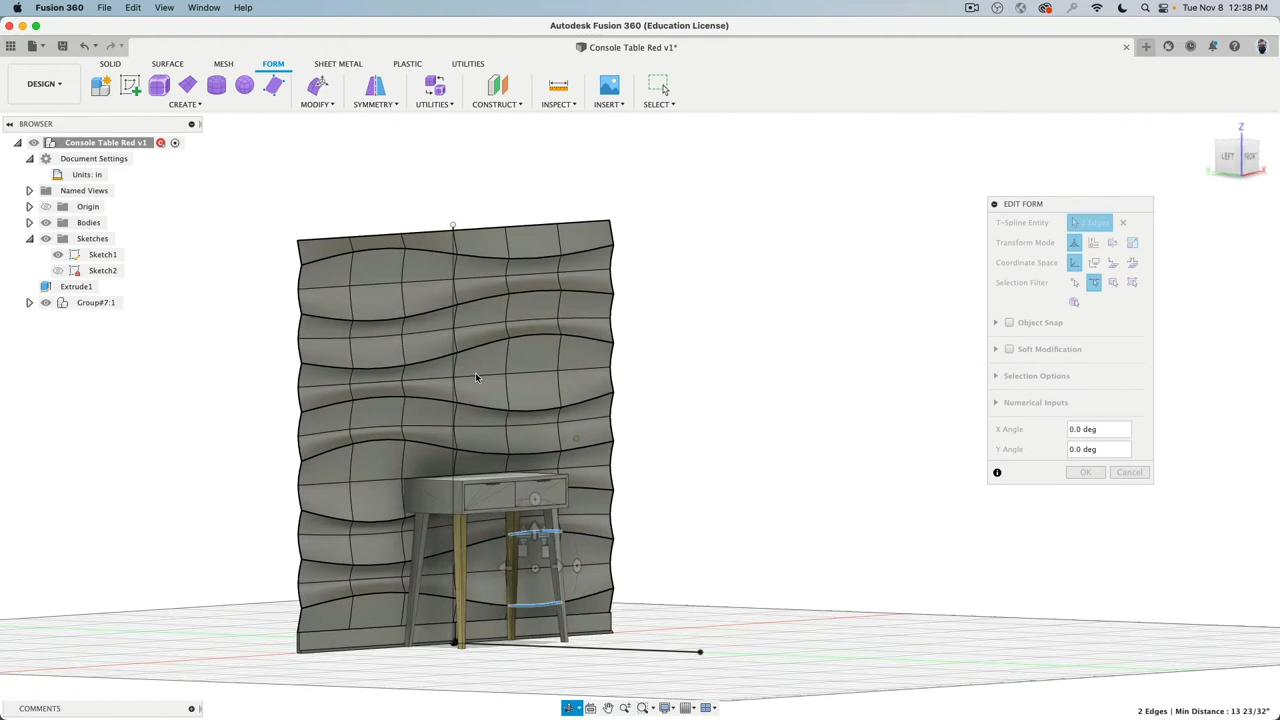 Fusion 360 File Edit View Window Help Tue Nov 8 12:38 PM
Autodesk Fusion 360 (Education License)
Console Table Red v1*
SOLID SURFACE MESH FORM SHEET METAL PLASTIC UTILITIES
DESIGN
CREATE MODIFY SYMMETRY UTILITIES CONSTRUCT INSPECT INSERT SELECT
BROWSER
Console Table Red v1
Document Settings
Units: in
Named Views
Origin
Bodies
Sketches
Sketch1
Sketch2
Extrude1
Group#7:1
Z
LEFT FRONT
X
Y
EDIT FORM
T-Spline Entity 2 Edges
Transform Mode
Coordinate Space
Selection Filter
Object Snap
Soft Modification
Selection Options
Numerical Inputs
X Angle 0.0 deg
Y Angle 0.0 deg
OK Cancel
COMMENTS
2 Edges | Min Distance : 13 23/32"